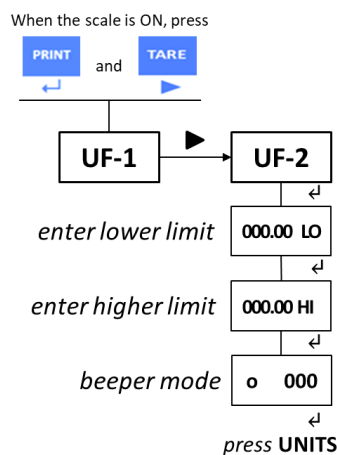 When the scale is ON, press
PRINT and TARE
UF-1 UF-2
enter lower limit 000.00 LO
enter higher limit 000.00 HI
beeper mode o 000
press UNITS